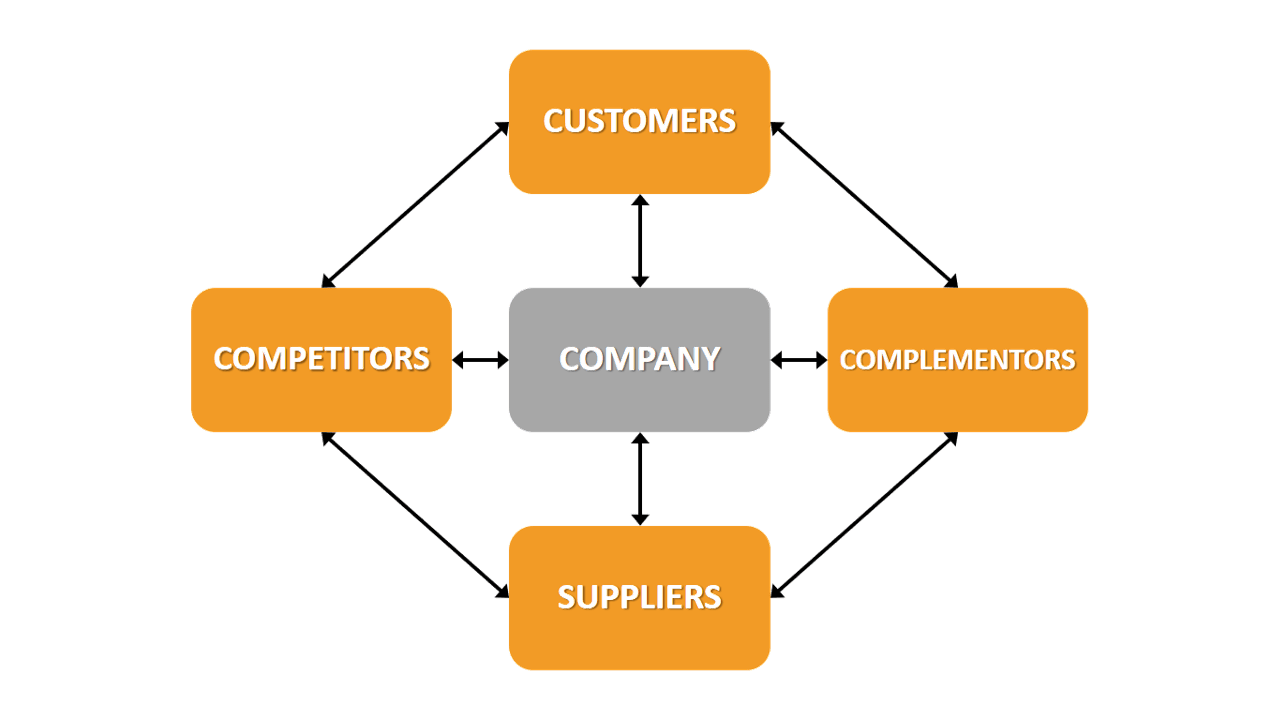 CUSTOMERS
COMPETITORS
COMPANY
COMPLEMENTORS
SUPPLIERS